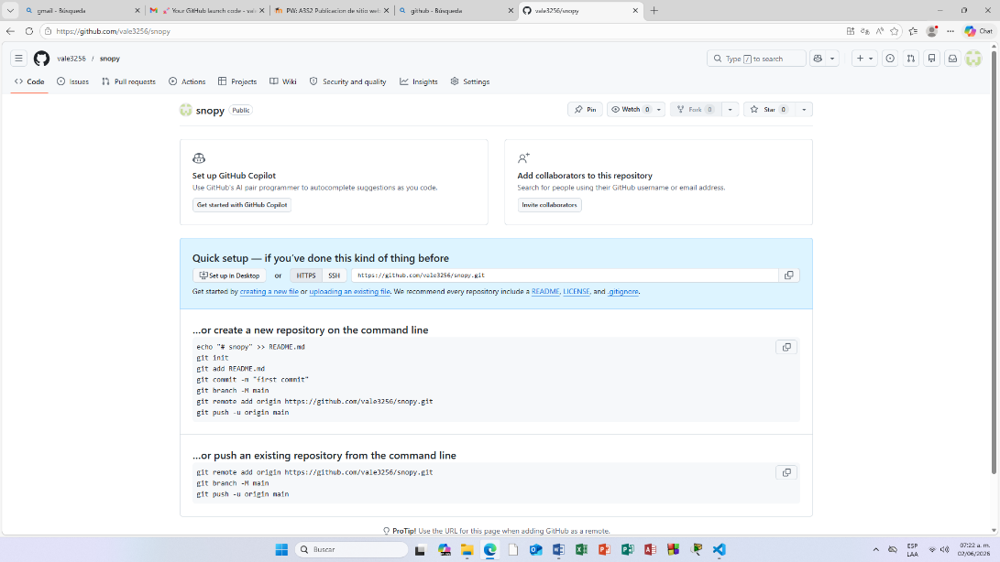 gmail - Búsqueda
Your GitHub launch code - vale
PW: A3S2 Publicacion de sitio web
github - Búsqueda
vale3256/snopy
https://github.com/vale3256/snopy
Chat
vale3256 / snopy
Type / to search
Code
Issues
Pull requests
Actions
Projects
Wiki
Security and quality
Insights
Settings
snopy Public
Pin
Watch 0
Fork 0
Star 0
Set up GitHub Copilot
Use GitHub's AI pair programmer to autocomplete suggestions as you code.
Get started with GitHub Copilot
Add collaborators to this repository
Search for people using their GitHub username or email address.
Invite collaborators
Quick setup — if you've done this kind of thing before
Set up in Desktop or HTTPS SSH https://github.com/vale3256/snopy.git
Get started by creating a new file or uploading an existing file. We recommend every repository include a README, LICENSE, and .gitignore.
…or create a new repository on the command line
echo "# snopy" >> README.md
git init
git add README.md
git commit -m "first commit"
git branch -M main
git remote add origin https://github.com/vale3256/snopy.git
git push -u origin main
…or push an existing repository from the command line
git remote add origin https://github.com/vale3256/snopy.git
git branch -M main
git push -u origin main
ProTip! Use the URL for this page when adding GitHub as a remote.
Buscar
ESP
LAA
07:22 a. m.
02/06/2026